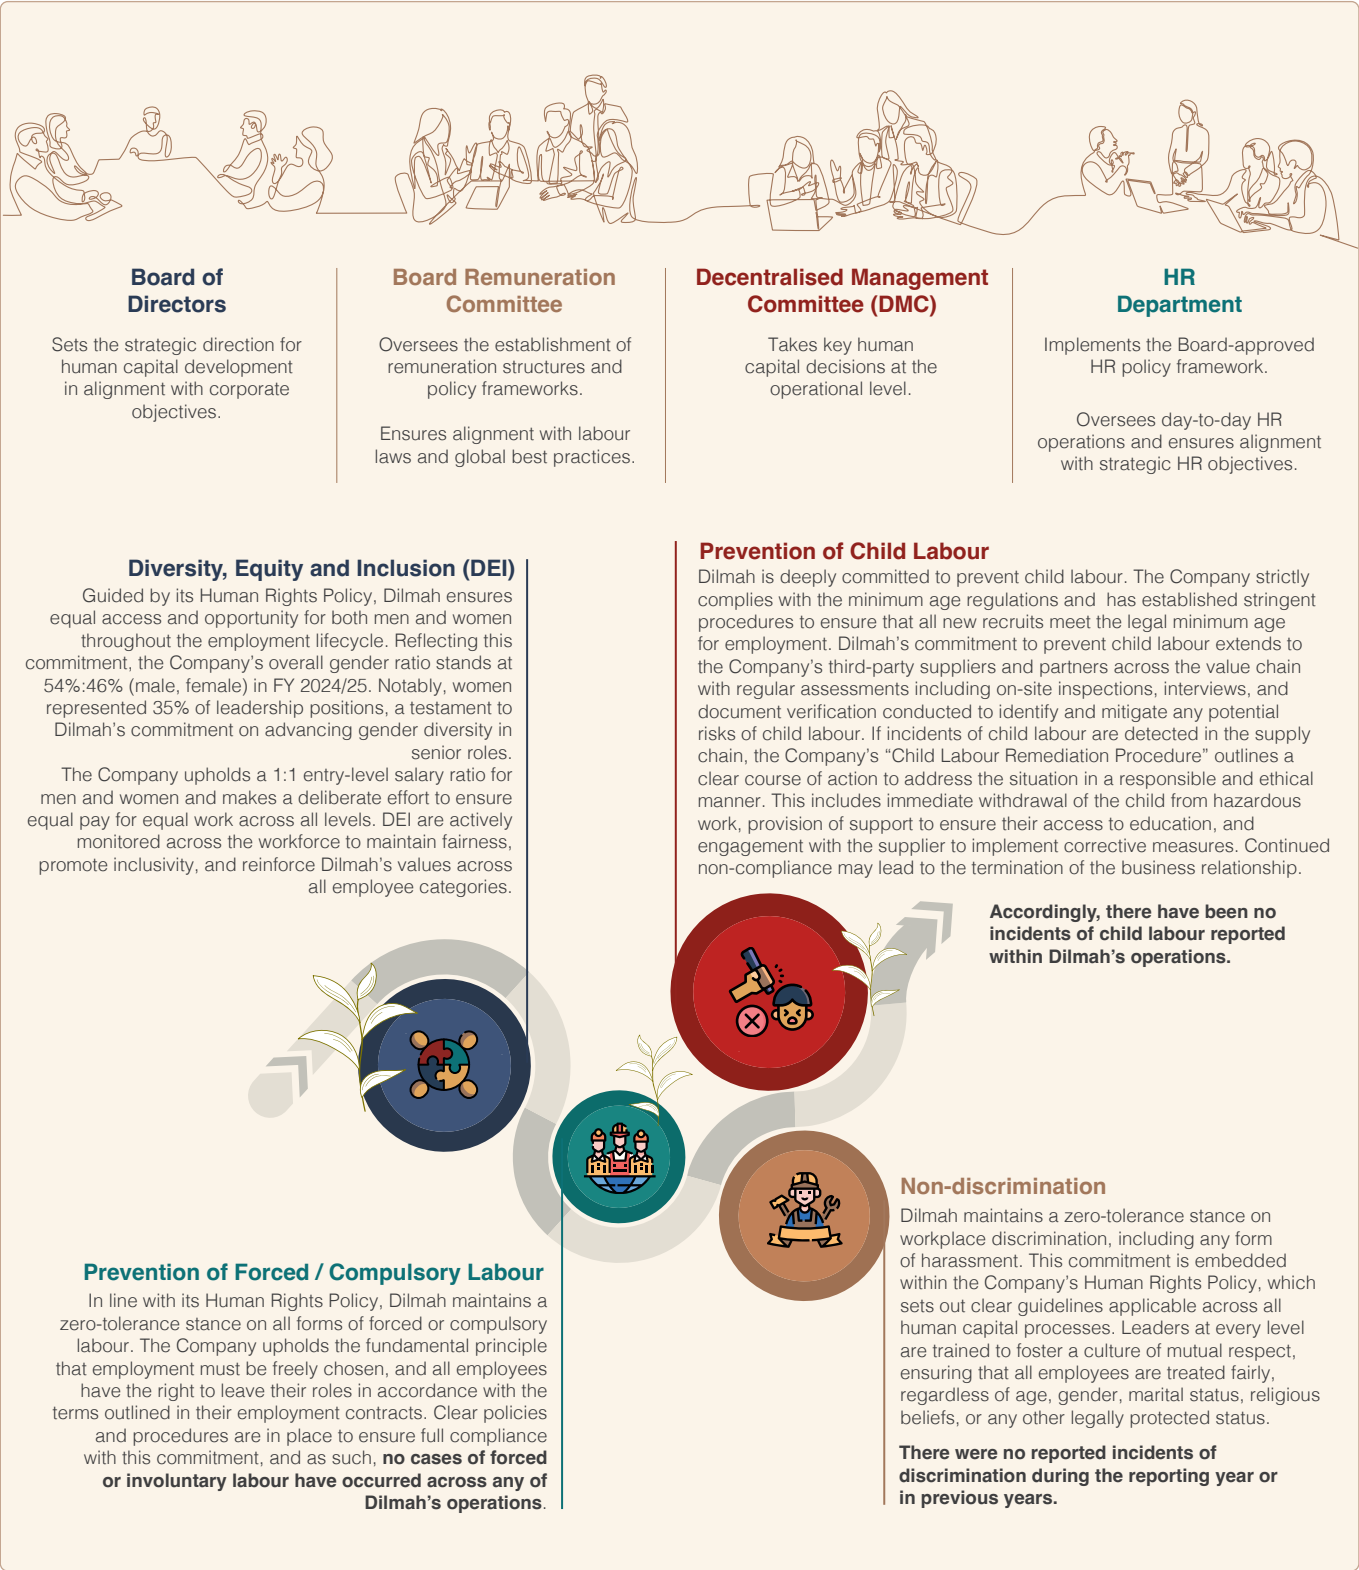 Board of
Directors
Sets the strategic direction for
human capital development
in alignment with corporate
objectives.
Board Remuneration
Committee
Oversees the establishment of
remuneration structures and
policy frameworks.
Ensures alignment with labour
laws and global best practices.
Decentralised Management
Committee (DMC)
Takes key human
capital decisions at the
operational level.
HR
Department
Implements the Board-approved
HR policy framework.
Oversees day-to-day HR
operations and ensures alignment
with strategic HR objectives.
Diversity, Equity and Inclusion (DEI)
Guided by its Human Rights Policy, Dilmah ensures
equal access and opportunity for both men and women
throughout the employment lifecycle. Reflecting this
commitment, the Company's overall gender ratio stands at
54%:46% (male, female) in FY 2024/25. Notably, women
represented 35% of leadership positions, a testament to
Dilmah's commitment on advancing gender diversity in
senior roles.
The Company upholds a 1:1 entry-level salary ratio for
men and women and makes a deliberate effort to ensure
equal pay for equal work across all levels. DEI are actively
monitored across the workforce to maintain fairness,
promote inclusivity, and reinforce Dilmah's values across
all employee categories.
Prevention of Child Labour
Dilmah is deeply committed to prevent child labour. The Company strictly
complies with the minimum age regulations and has established stringent
procedures to ensure that all new recruits meet the legal minimum age
for employment. Dilmah's commitment to prevent child labour extends to
the Company's third-party suppliers and partners across the value chain
with regular assessments including on-site inspections, interviews, and
document verification conducted to identify and mitigate any potential
risks of child labour. If incidents of child labour are detected in the supply
chain, the Company's “Child Labour Remediation Procedure” outlines a
clear course of action to address the situation in a responsible and ethical
manner. This includes immediate withdrawal of the child from hazardous
work, provision of support to ensure their access to education, and
engagement with the supplier to implement corrective measures. Continued
non-compliance may lead to the termination of the business relationship.
Accordingly, there have been no
incidents of child labour reported
within Dilmah's operations.
Prevention of Forced / Compulsory Labour
In line with its Human Rights Policy, Dilmah maintains a
zero-tolerance stance on all forms of forced or compulsory
labour. The Company upholds the fundamental principle
that employment must be freely chosen, and all employees
have the right to leave their roles in accordance with the
terms outlined in their employment contracts. Clear policies
and procedures are in place to ensure full compliance
with this commitment, and as such, no cases of forced
or involuntary labour have occurred across any of
Dilmah's operations.
Non-discrimination
Dilmah maintains a zero-tolerance stance on
workplace discrimination, including any form
of harassment. This commitment is embedded
within the Company's Human Rights Policy, which
sets out clear guidelines applicable across all
human capital processes. Leaders at every level
are trained to foster a culture of mutual respect,
ensuring that all employees are treated fairly,
regardless of age, gender, marital status, religious
beliefs, or any other legally protected status.
There were no reported incidents of
discrimination during the reporting year or
in previous years.